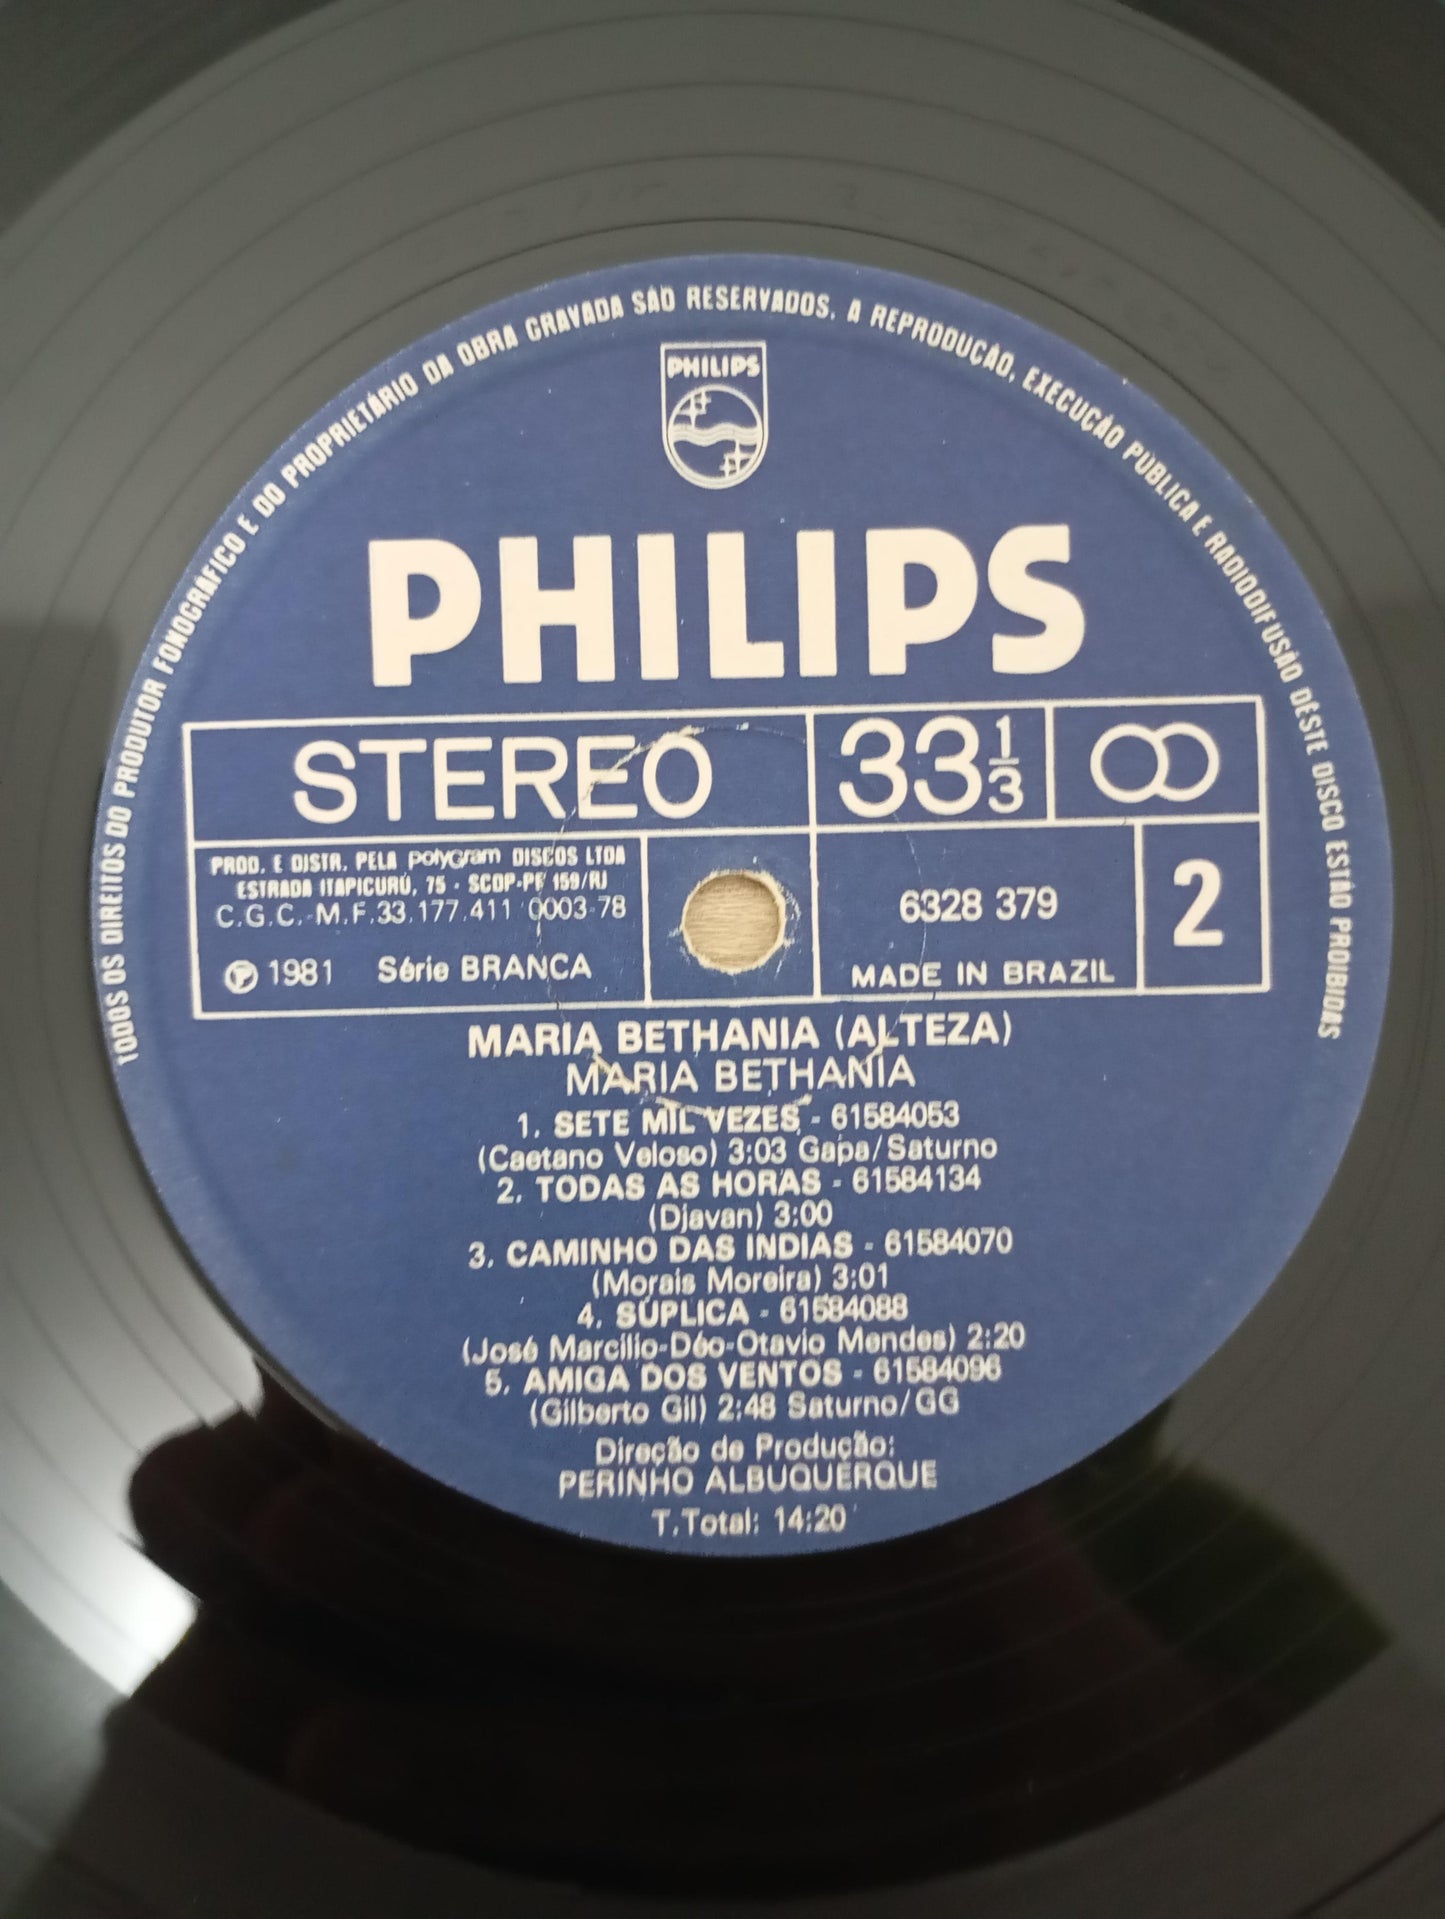 TODOS OS DIREITOS DO PRODUTOR FONOGRÁFICO E DO PROPRIETÁRIO DA OBRA GRAVADA SÃO RESERVADOS. A REPRODUÇÃO, EXECUÇÃO PÚBLICA E RADIODIFUSÃO DÊSTE DISCO ESTÃO PROIBIDAS
PHILIPS
PHILIPS
STEREO
33 1/3
PROD. E DISTR. PELA polyGram DISCOS LTDA
ESTRADA ITAPICURÚ, 75 - SCDP-PF 159/RJ
C.G.C.-M.F.33.177.411 0003-78
Ⓟ 1981 Série BRANCA
6328 379
MADE IN BRAZIL
2
MARIA BETHANIA (ALTEZA)
MARIA BETHANIA
1. SETE MIL VEZES - 61584053
(Caetano Veloso) 3:03 Gapa/Saturno
2. TODAS AS HORAS - 61584134
(Djavan) 3:00
3. CAMINHO DAS INDIAS - 61584070
(Morais Moreira) 3:01
4. SÚPLICA - 61584088
(José Marcilio-Déo-Otavio Mendes) 2:20
5. AMIGA DOS VENTOS - 61584096
(Gilberto Gil) 2:48 Saturno/GG
Direção de Produção:
PERINHO ALBUQUERQUE
T.Total: 14:20